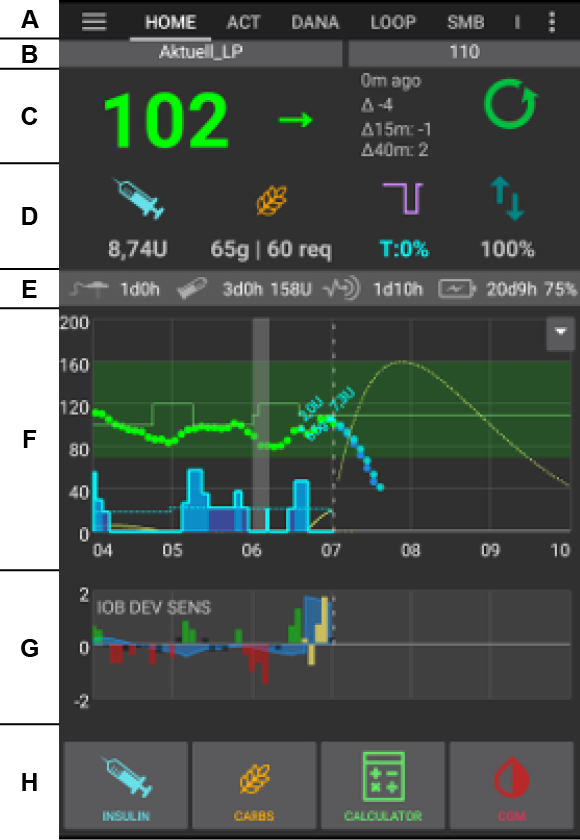 A HOME ACT DANA LOOP SMB I
B Aktuell_LP 110
C 102 → 0m ago
Δ -4
Δ15m: -1
Δ40m: 2
D 8,74U 65g | 60 req T:0% 100%
E 1d0h 3d0h 158U 1d10h 20d9h 75%
F
200
160
120
80
40
0
7,3U
04 05 06 07 08 09 10
G
2
0
-2
IOB DEV SENS
H INSULIN CARBS CALCULATOR CGM